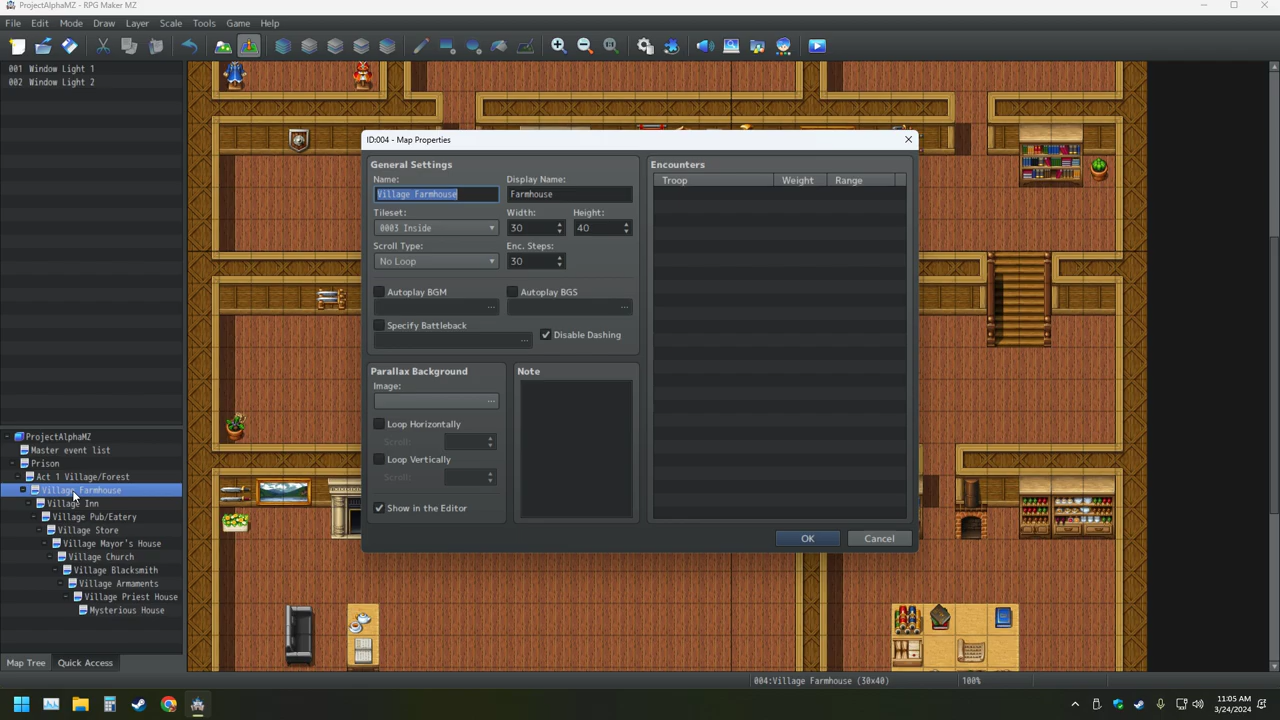 ProjectAlphaMZ - RPG Maker MZ
File Edit Mode Draw Layer Scale Tools Game Help
001 Window Light 1
002 Window Light 2
ID:004 - Map Properties
General Settings
Name: Display Name:
Village Farmhouse Farmhouse
Tileset: Width: Height:
0003 Inside 30 40
Scroll Type: Enc. Steps:
No Loop 30
Autoplay BGM Autoplay BGS
... ...
Specify Battleback
... Disable Dashing
Parallax Background
Image:
...
Loop Horizontally
Scroll:
Loop Vertically
Scroll:
Show in the Editor
Note
Encounters
Troop Weight Range
OK Cancel
ProjectAlphaMZ
Master event list
Prison
Act 1 Village/Forest
Village Farmhouse
Village Inn
Village Pub/Eatery
Village Store
Village Mayor's House
Village Church
Village Blacksmith
Village Armaments
Village Priest House
Mysterious House
Map Tree Quick Access
004:Village Farmhouse (30x40) 100%
11:05 AM
3/24/2024